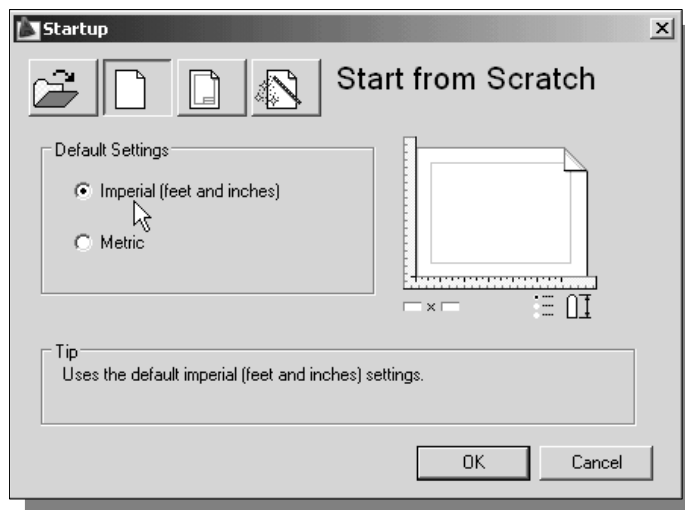 Startup
Start from Scratch
Default Settings
Imperial (feet and inches)
Metric
Tip
Uses the default imperial (feet and inches) settings.
OK
Cancel